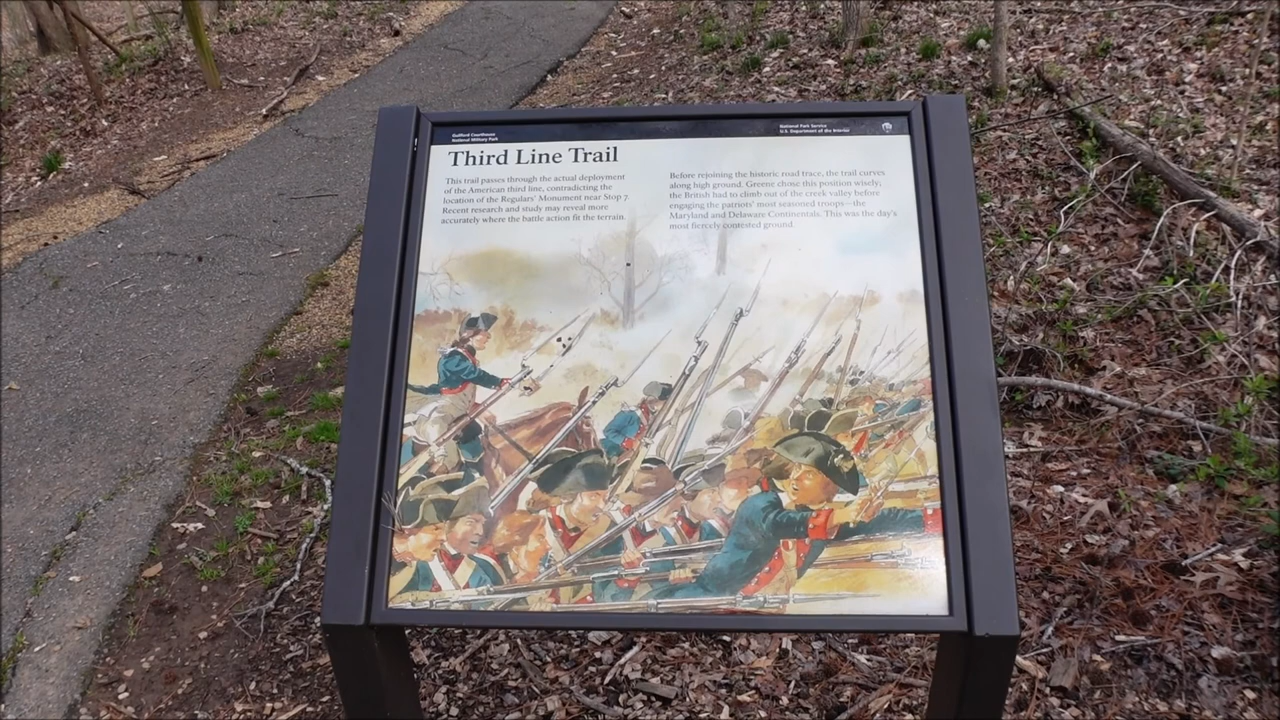 Guilford Courthouse
National Military Park
National Park Service
U.S. Department of the Interior
Third Line Trail
This trail passes through the actual deployment
of the American third line, contradicting the
location of the Regulars' Monument near Stop 7.
Recent research and study may reveal more
accurately where the battle action fit the terrain.
Before rejoining the historic road trace, the trail curves
along high ground. Greene chose this position wisely;
the British had to climb out of the creek valley before
engaging the patriots' most seasoned troops—the
Maryland and Delaware Continentals. This was the day's
most fiercely contested ground.